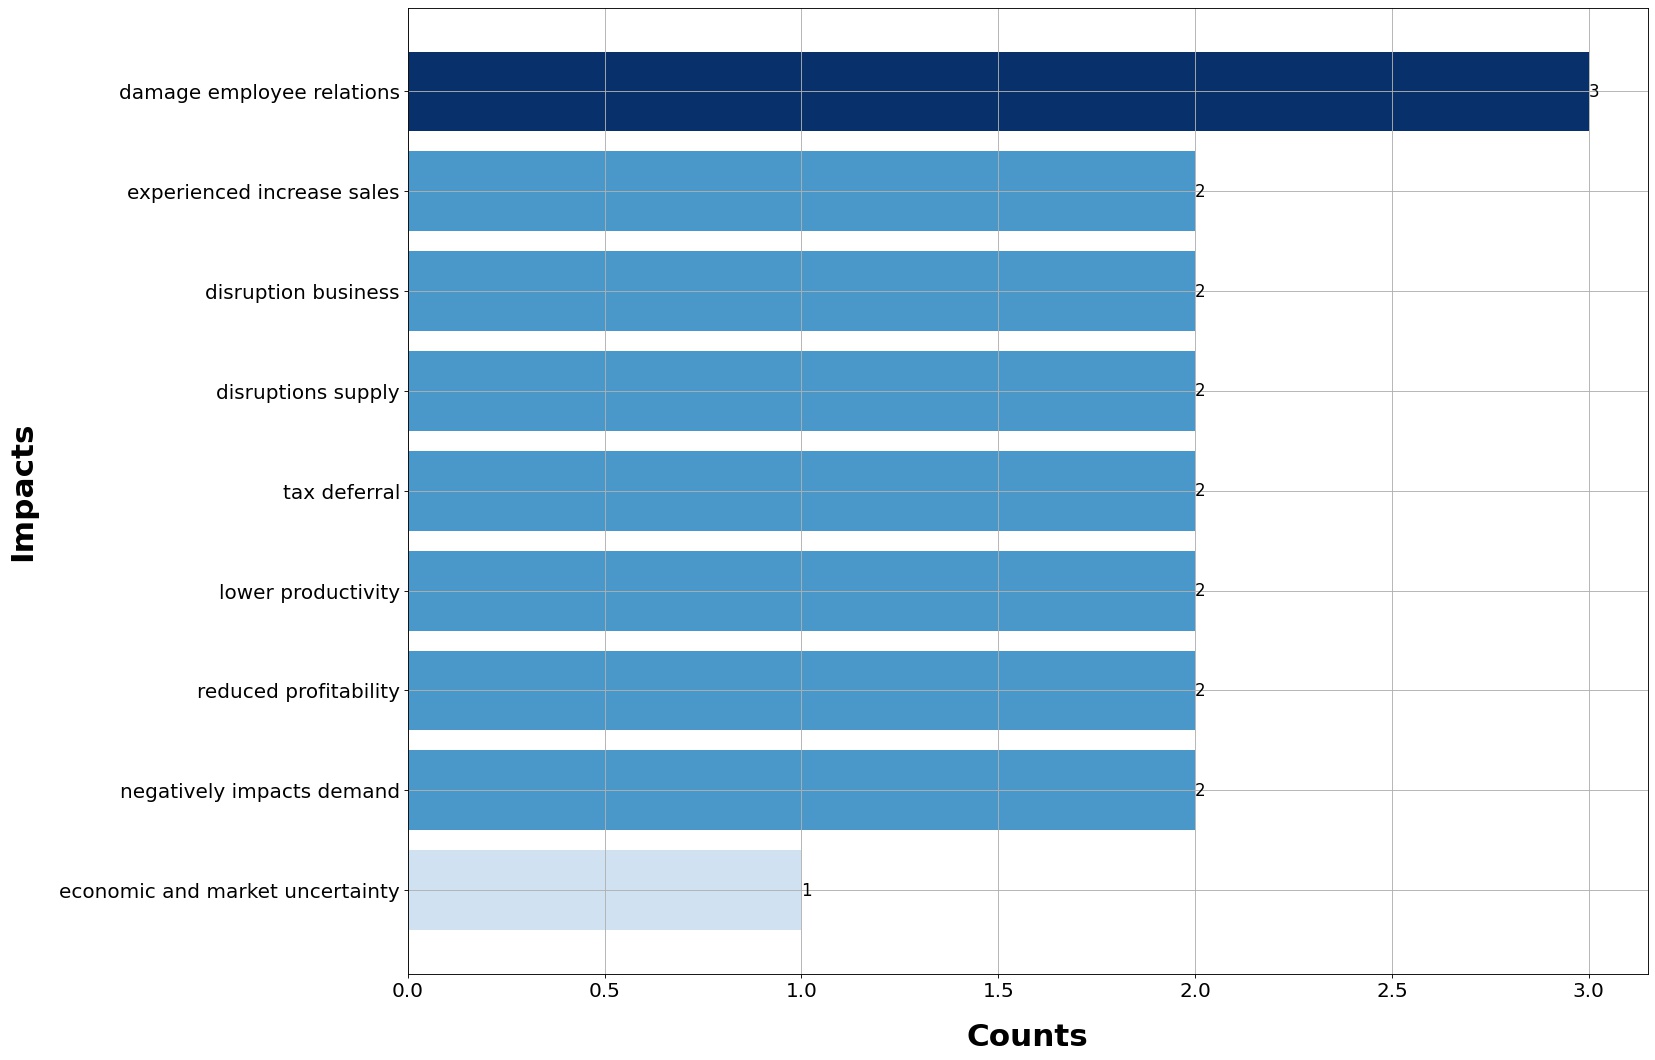 Impacts
damage employee relations
3
experienced increase sales
2
disruption business
2
disruptions supply
2
tax deferral
2
lower productivity
2
reduced profitability
2
negatively impacts demand
2
economic and market uncertainty
1
0.0 0.5 1.0 1.5 2.0 2.5 3.0
Counts